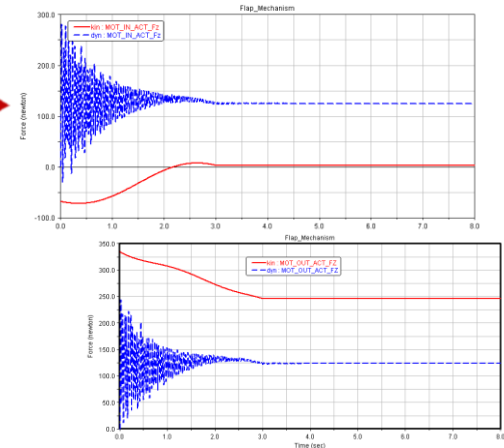 Flap_Mechanism
300.0
kin : MOT_IN_ACT_Fz
dyn : MOT_IN_ACT_Fz
200.0
Force (newton)
100.0
0.0
-100.0
0.0 1.0 2.0 3.0 4.0 5.0 6.0 7.0 8.0
Flap_Mechanism
350.0
kin : MOT_OUT_ACT_FZ
dyn : MOT_OUT_ACT_FZ
300.0
250.0
200.0
Force (newton)
150.0
100.0
50.0
0.0
0.0 1.0 2.0 3.0 4.0 5.0 6.0 7.0 8.0
Time (sec)